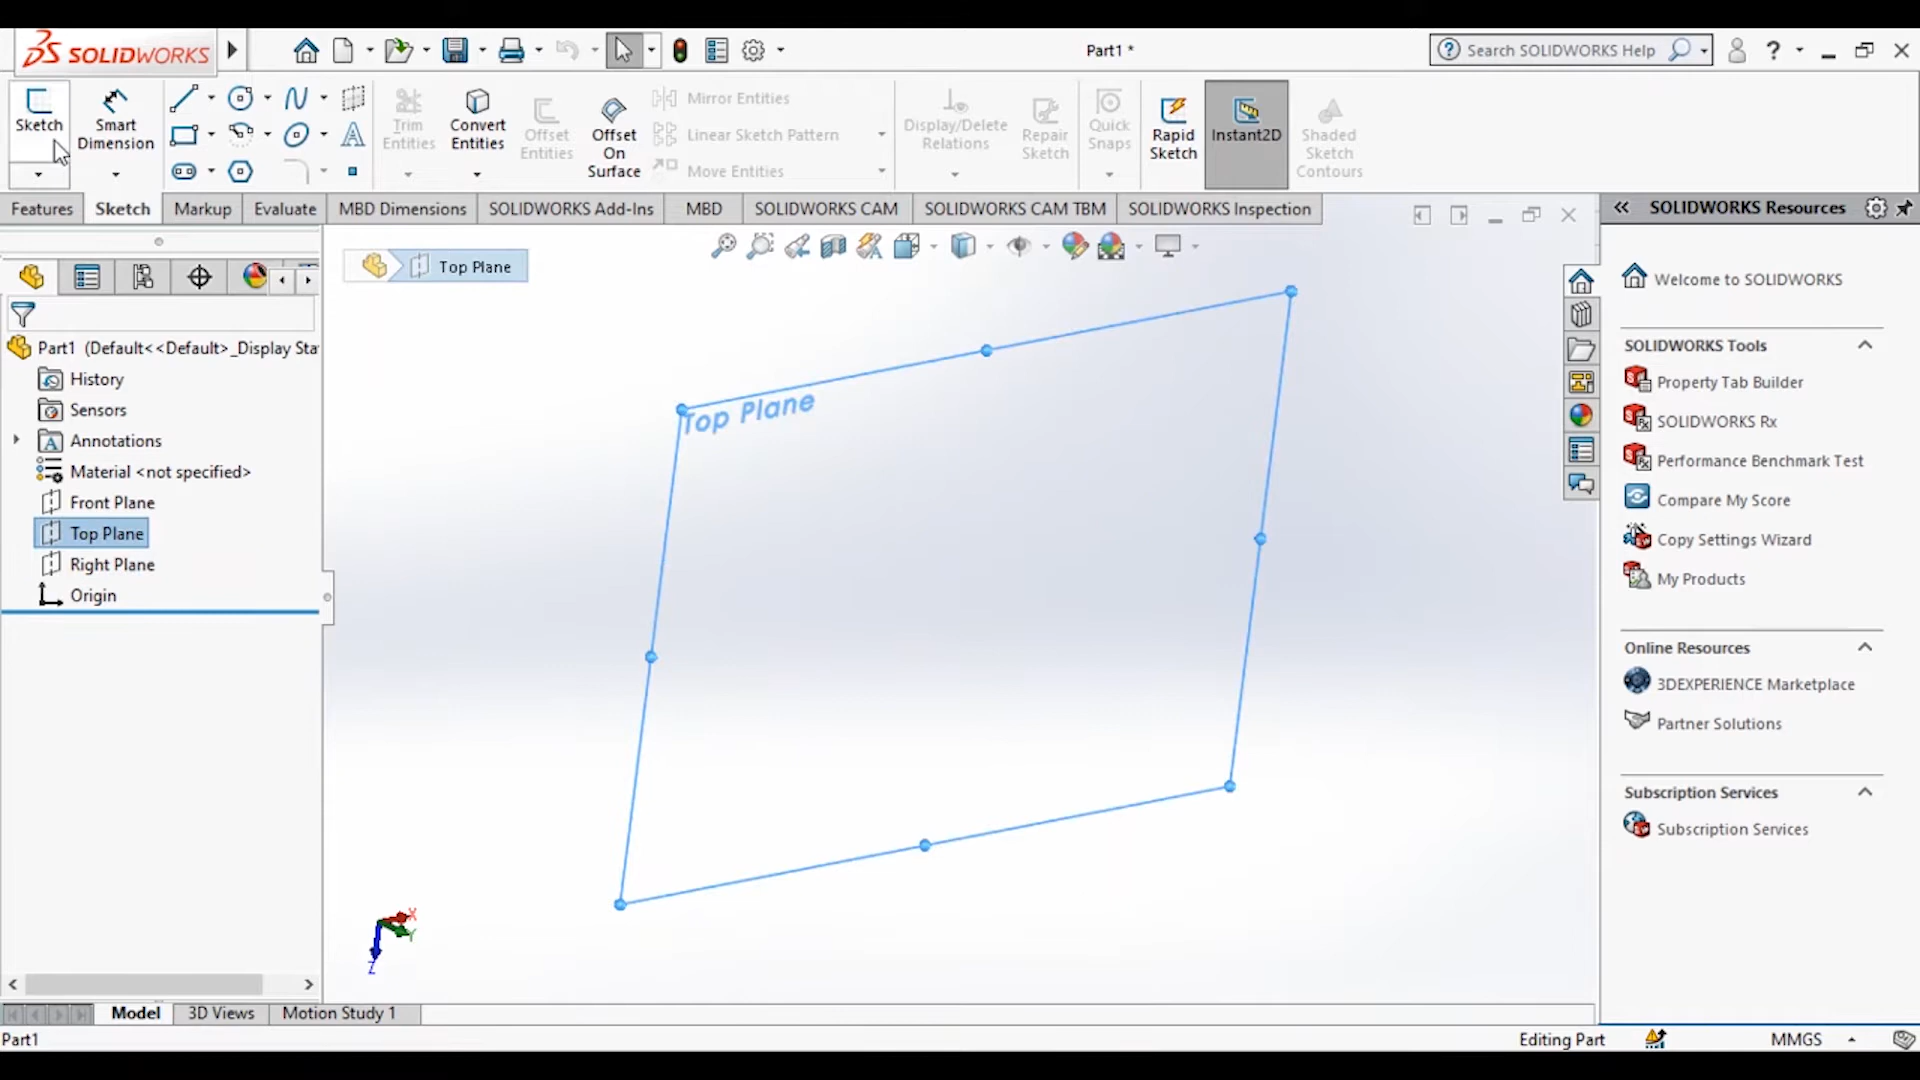 SOLIDWORKS
Part1 *
Search SOLIDWORKS Help
Sketch
Smart Dimension
Trim Entities
Convert Entities
Offset Entities
Offset On Surface
Mirror Entities
Linear Sketch Pattern
Move Entities
Display/Delete Relations
Repair Sketch
Quick Snaps
Rapid Sketch
Instant2D
Shaded Sketch Contours
Features
Sketch
Markup
Evaluate
MBD Dimensions
SOLIDWORKS Add-Ins
MBD
SOLIDWORKS CAM
SOLIDWORKS CAM TBM
SOLIDWORKS Inspection
SOLIDWORKS Resources
Top Plane
Part1 (Default<<Default>_Display Sta
History
Sensors
Annotations
Material <not specified>
Front Plane
Top Plane
Right Plane
Origin
Top Plane
X
Y
Z
Welcome to SOLIDWORKS
SOLIDWORKS Tools
Property Tab Builder
SOLIDWORKS Rx
Performance Benchmark Test
Compare My Score
Copy Settings Wizard
My Products
Online Resources
3DEXPERIENCE Marketplace
Partner Solutions
Subscription Services
Subscription Services
Model
3D Views
Motion Study 1
Part1
Editing Part
MMGS